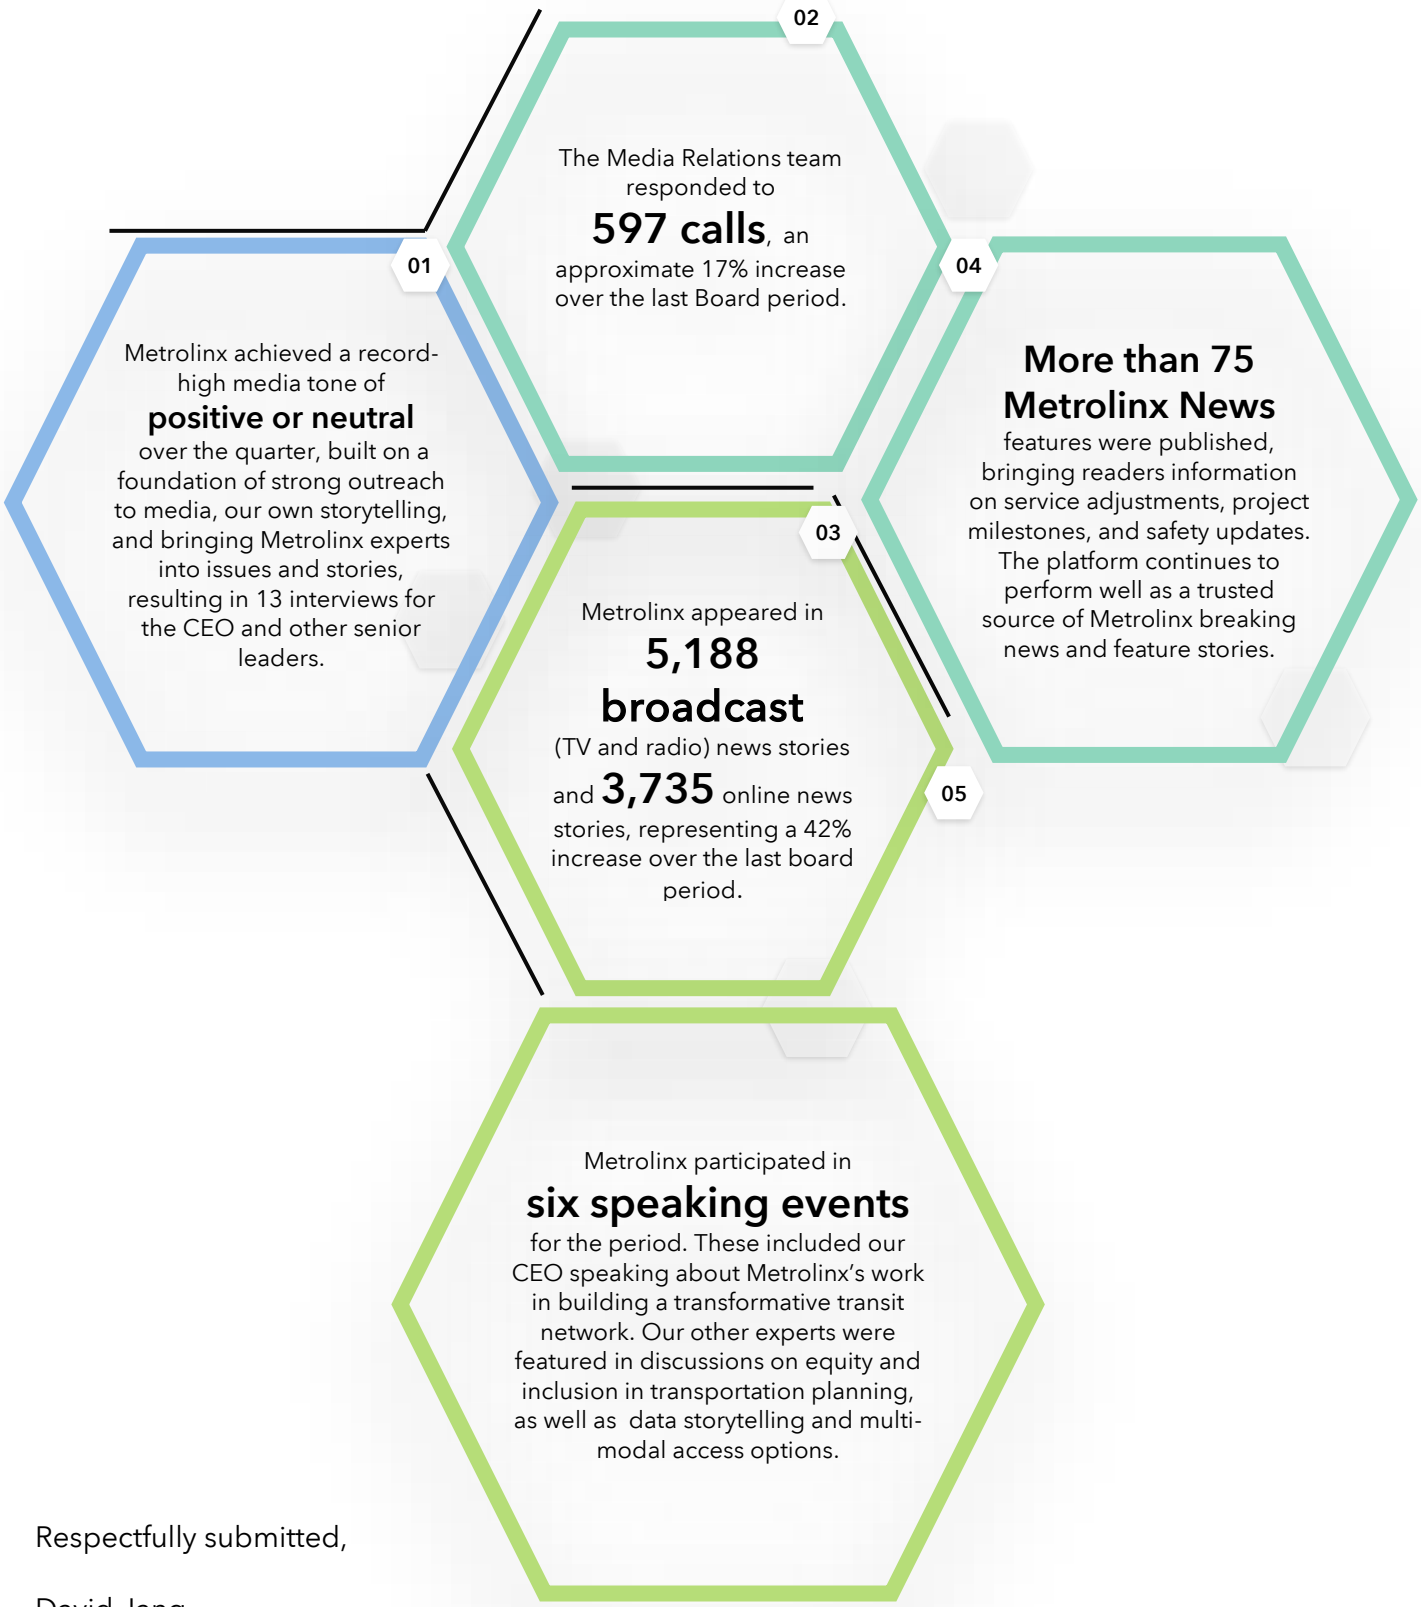 01
Metrolinx achieved a record-
high media tone of
positive or neutral
over the quarter, built on a
foundation of strong outreach
to media, our own storytelling,
and bringing Metrolinx experts
into issues and stories,
resulting in 13 interviews for
the CEO and other senior
leaders.
02
The Media Relations team
responded to
597 calls, an
approximate 17% increase
over the last Board period.
03
Metrolinx appeared in
5,188
broadcast
(TV and radio) news stories
and 3,735 online news
stories, representing a 42%
increase over the last board
period.
04
More than 75
Metrolinx News
features were published,
bringing readers information
on service adjustments, project
milestones, and safety updates.
The platform continues to
perform well as a trusted
source of Metrolinx breaking
news and feature stories.
05
Metrolinx participated in
six speaking events
for the period. These included our
CEO speaking about Metrolinx’s work
in building a transformative transit
network. Our other experts were
featured in discussions on equity and
inclusion in transportation planning,
as well as  data storytelling and multi-
modal access options.
Respectfully submitted,
David